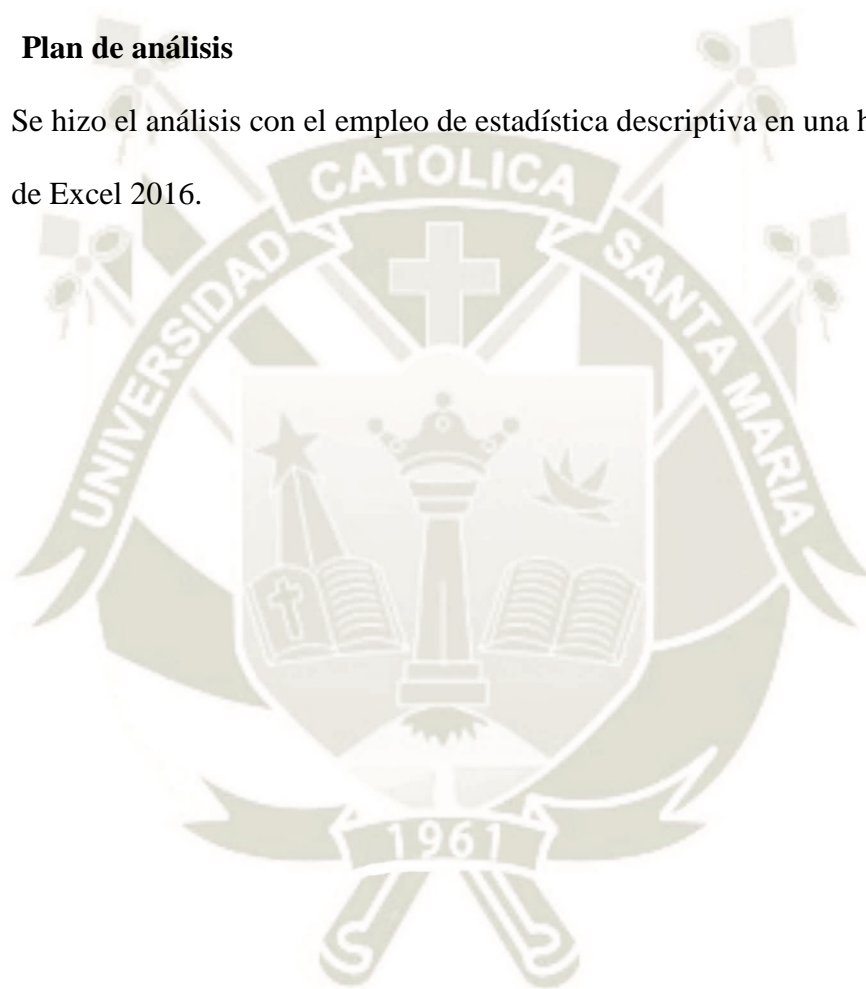 Plan de análisis
Se hizo el análisis con el empleo de estadística descriptiva en una
de Excel 2016.
UNIVERSIDAD CATOLICA SANTA MARIA
1961